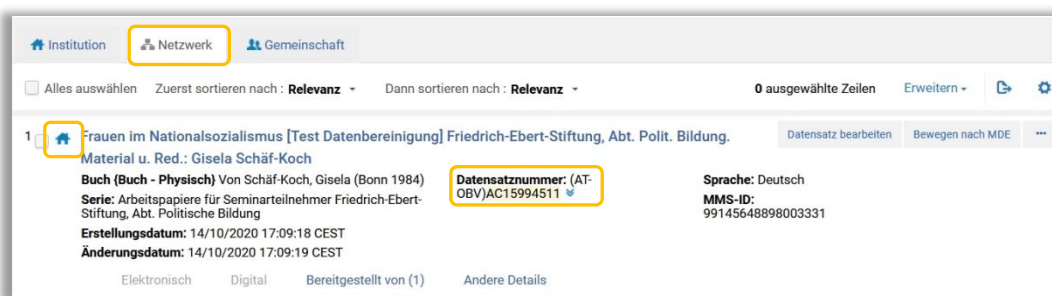 Institution Netzwerk Gemeinschaft
Alles auswählen Zuerst sortieren nach : Relevanz Dann sortieren nach : Relevanz 0 ausgewählte Zeilen Erweitern
1 Frauen im Nationalsozialismus [Test Datenbereinigung] Friedrich-Ebert-Stiftung, Abt. Polit. Bildung. Datensatz bearbeiten Bewegen nach MDE ...
Material u. Red.: Gisela Schäf-Koch
Buch {Buch - Physisch} Von Schäf-Koch, Gisela (Bonn 1984) Datensatznummer: (AT- Sprache: Deutsch
OBV)AC15994511 MMS-ID:
Serie: Arbeitspapiere für Seminarteilnehmer Friedrich-Ebert- 99145648898003331
Stiftung, Abt. Politische Bildung
Erstellungsdatum: 14/10/2020 17:09:18 CEST
Änderungsdatum: 14/10/2020 17:09:19 CEST
Elektronisch Digital Bereitgestellt von (1) Andere Details